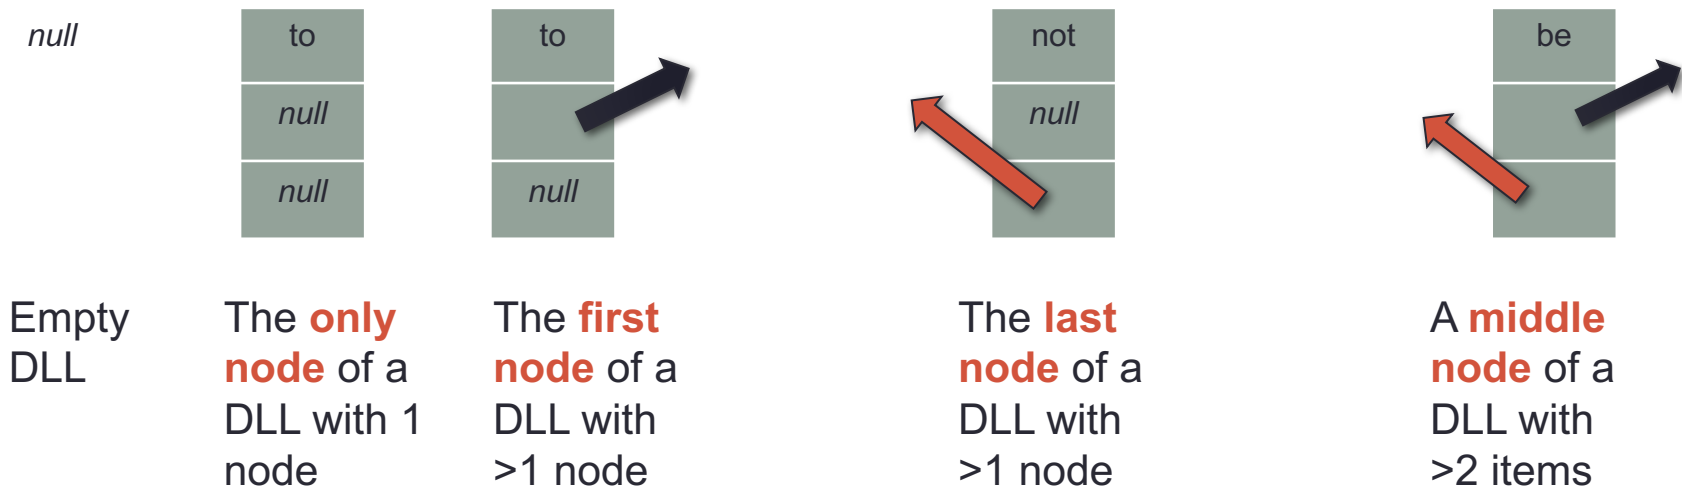 null
to
null
null
to
null
not
null
be
Empty
DLL
The only
node of a
DLL with 1
node
The first
node of a
DLL with
>1 node
The last
node of a
DLL with
>1 node
A middle
node of a
DLL with
>2 items